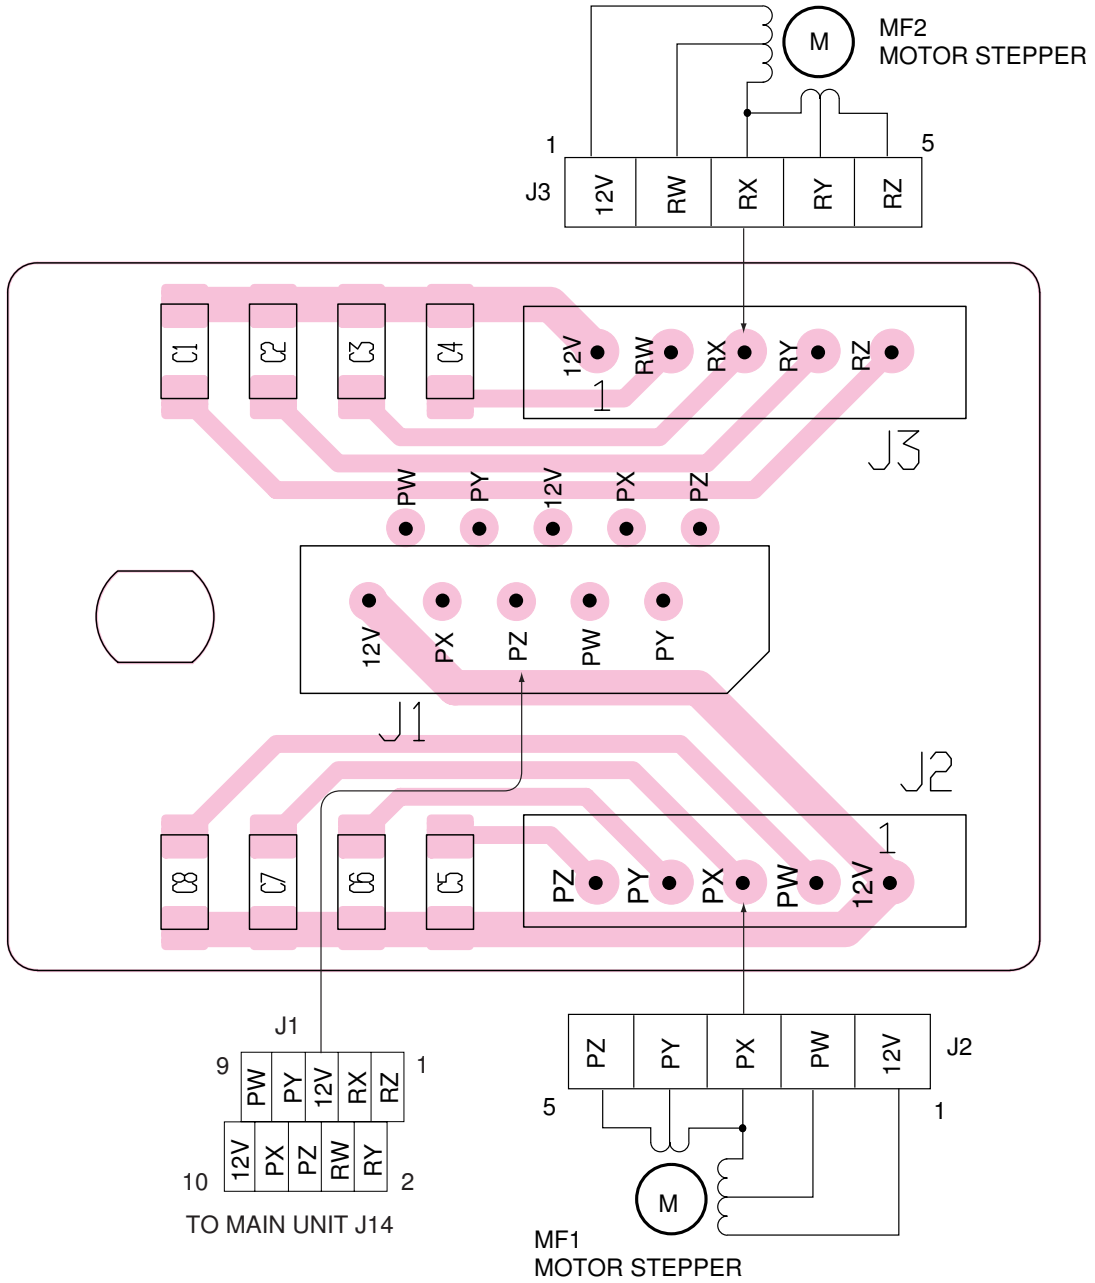 MF2
MOTOR STEPPER
M
1
5
J3
12V RW RX RY RZ
C1 C2 C3 C4
12V RW RX RY RZ
1
J3
PW PY 12V PX PZ
12V PX PZ PW PY
J1
J2
1
C8 C7 C6 C5
PZ PY PX PW 12V
J1
9
1
PW PY 12V RX RZ
12V PX PZ RW RY
10
2
TO MAIN UNIT J14
PZ PY PX PW 12V
J2
5
1
M
MF1
MOTOR STEPPER